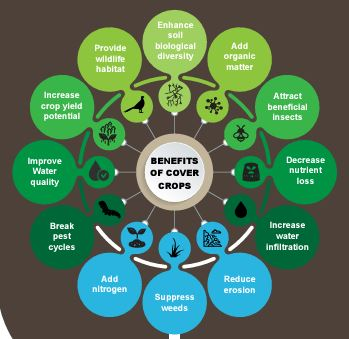 BENEFITS
OF COVER
CROPS
Enhance
soil
biological
diversity
Add
organic
matter
Attract
beneficial
insects
Decrease
nutrient
loss
Increase
water
infiltration
Reduce
erosion
Suppress
weeds
Add
nitrogen
Break
pest
cycles
Improve
Water
quality
Increase
crop yield
potential
Provide
wildlife
habitat